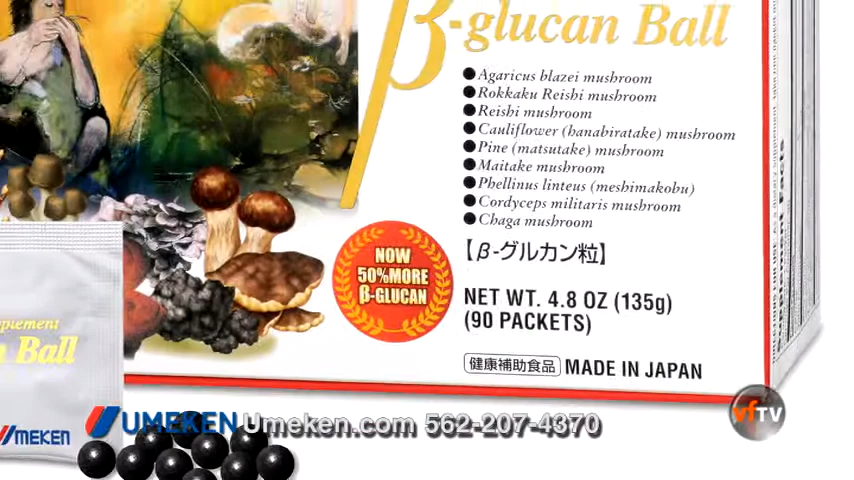 β-glucan Ball
Agaricus blazei mushroom
Rokkaku Reishi mushroom
Reishi mushroom
Cauliflower (hanabiratake) mushroom
Pine (matsutake) mushroom
Maitake mushroom
Phellinus linteus (meshimakobu)
Cordyceps militaris mushroom
Chaga mushroom
【β-グルカン粒】
NOW
50%MORE
β-GLUCAN
NET WT. 4.8 OZ (135g)
(90 PACKETS)
健康補助食品 MADE IN JAPAN
Supplement Facts
Ball
UMEKEN
UMEKEN Umeken.com 562-207-4370
vfTV